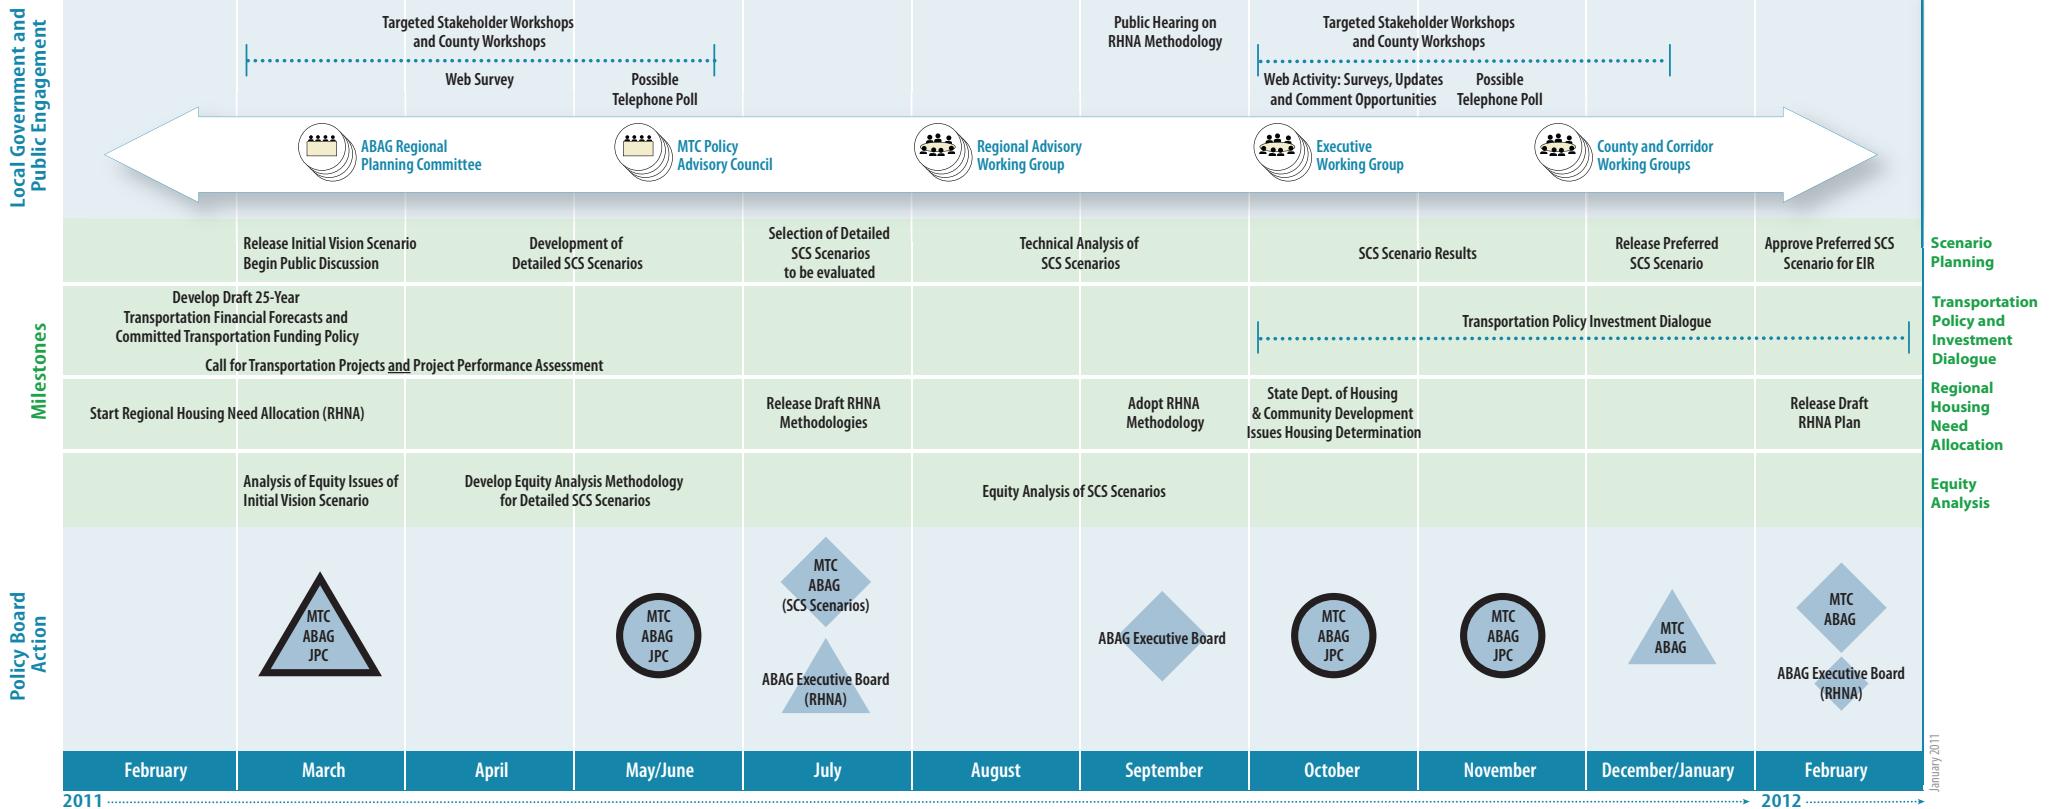 Local Government and
Public Engagement
Targeted Stakeholder Workshops
and County Workshops
Web Survey
Possible
Telephone Poll
Public Hearing on
RHNA Methodology
Targeted Stakeholder Workshops
and County Workshops
Web Activity: Surveys, Updates
and Comment Opportunities
Possible
Telephone Poll
ABAG Regional
Planning Committee
MTC Policy
Advisory Council
Regional Advisory
Working Group
Executive
Working Group
County and Corridor
Working Groups
Milestones
Release Initial Vision Scenario
Begin Public Discussion
Development of
Detailed SCS Scenarios
Selection of Detailed
SCS Scenarios
to be evaluated
Technical Analysis of
SCS Scenarios
SCS Scenario Results
Release Preferred
SCS Scenario
Approve Preferred SCS
Scenario for EIR
Scenario
Planning
Develop Draft 25-Year
Transportation Financial Forecasts and
Committed Transportation Funding Policy
Call for Transportation Projects and Project Performance Assessment
Transportation Policy Investment Dialogue
Transportation
Policy and
Investment
Dialogue
Start Regional Housing Need Allocation (RHNA)
Release Draft RHNA
Methodologies
Adopt RHNA
Methodology
State Dept. of Housing
& Community Development
Issues Housing Determination
Release Draft
RHNA Plan
Regional
Housing
Need
Allocation
Analysis of Equity Issues of
Initial Vision Scenario
Develop Equity Analysis Methodology
for Detailed SCS Scenarios
Equity Analysis of SCS Scenarios
Equity
Analysis
Policy Board
Action
MTC
ABAG
JPC
MTC
ABAG
JPC
MTC
ABAG
(SCS Scenarios)
ABAG Executive Board
(RHNA)
ABAG Executive Board
MTC
ABAG
JPC
MTC
ABAG
JPC
MTC
ABAG
MTC
ABAG
ABAG Executive Board
(RHNA)
January 2011
February
March
April
May/June
July
August
September
October
November
December/January
February
2011
2012